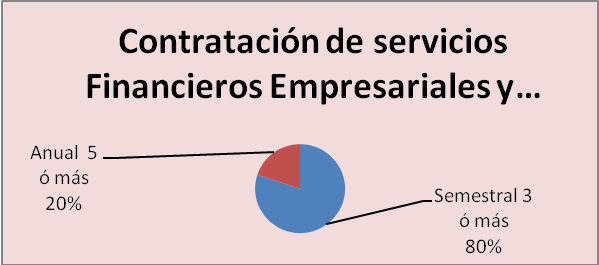 Contratación de servicios
Financieros Empresariales y...
Anual 5
ó más
20%
Semestral 3
ó más
80%